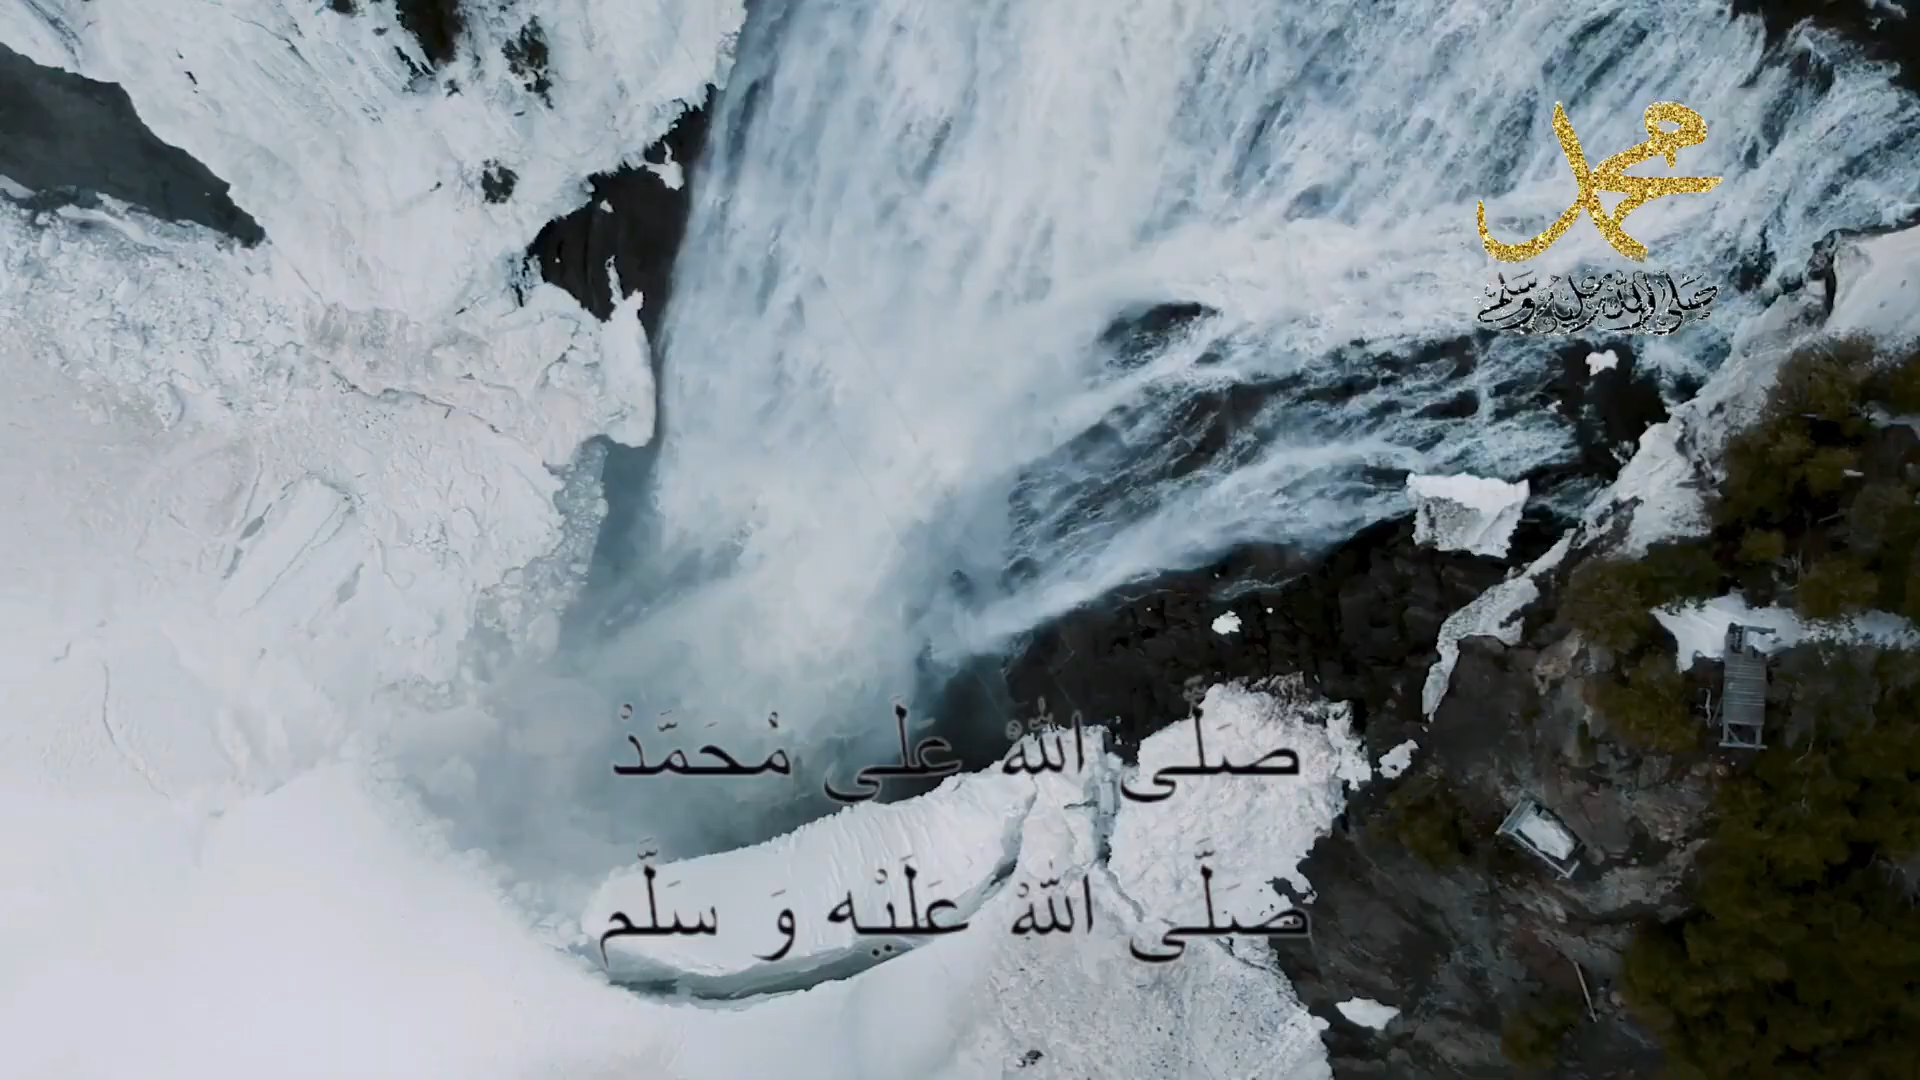 محمد
صلى الله عليه وسلم
صَلَّى اللهُ عَلَى مُحَمَّدْ
صَلَّى اللهُ عَلَيْه وَ سَلَّم